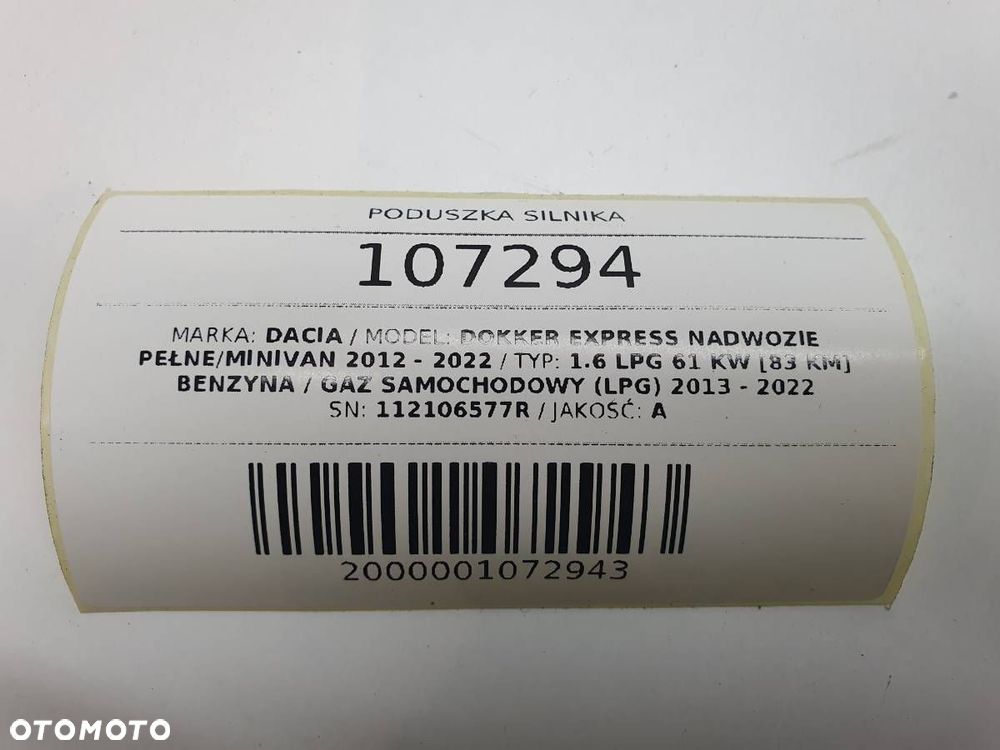 PODUSZKA SILNIKA
107294
MARKA: DACIA / MODEL: DOKKER EXPRESS NADWOZIE
PEŁNE/MINIVAN 2012 - 2022 / TYP: 1.6 LPG 61 KW [83 KM]
BENZYNA / GAZ SAMOCHODOWY (LPG) 2013 - 2022
SN: 112106577R / JAKOŚĆ: A
2000001072943
OTOMOTO